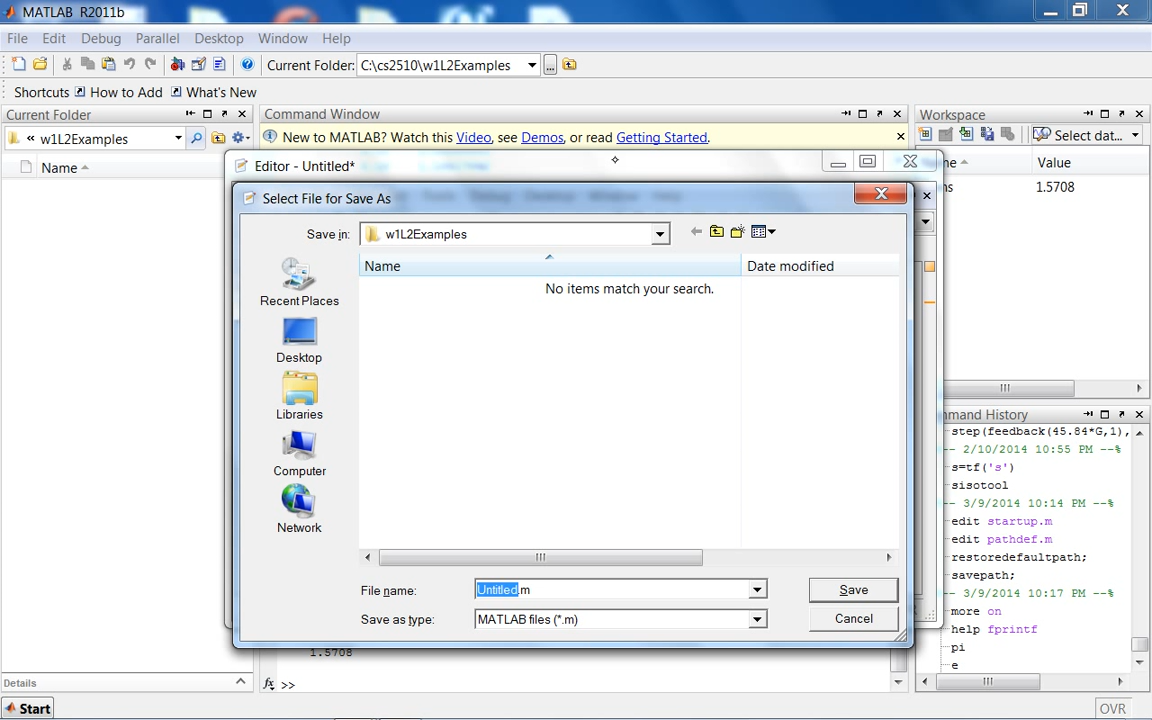 MATLAB R2011b
File Edit Debug Parallel Desktop Window Help
Current Folder: C:\cs2510\w1L2Examples
Shortcuts How to Add What's New
Current Folder
« w1L2Examples
Name
Details
Command Window
New to MATLAB? Watch this Video, see Demos, or read Getting Started.
Editor - Untitled*
Select File for Save As
Save in: w1L2Examples
Name Date modified
No items match your search.
Recent Places
Desktop
Libraries
Computer
Network
File name: Untitled.m
Save as type: MATLAB files (*.m)
Save
Cancel
1.5708
fx >>
Workspace
Select dat...
Value
1.5708
mmand History
step(feedback(45.84*G,1),
-- 2/10/2014 10:55 PM --%
s=tf('s')
sisotool
-- 3/9/2014 10:14 PM --%
edit startup.m
edit pathdef.m
restoredefaultpath;
savepath;
-- 3/9/2014 10:17 PM --%
more on
help fprintf
pi
e
Start
OVR